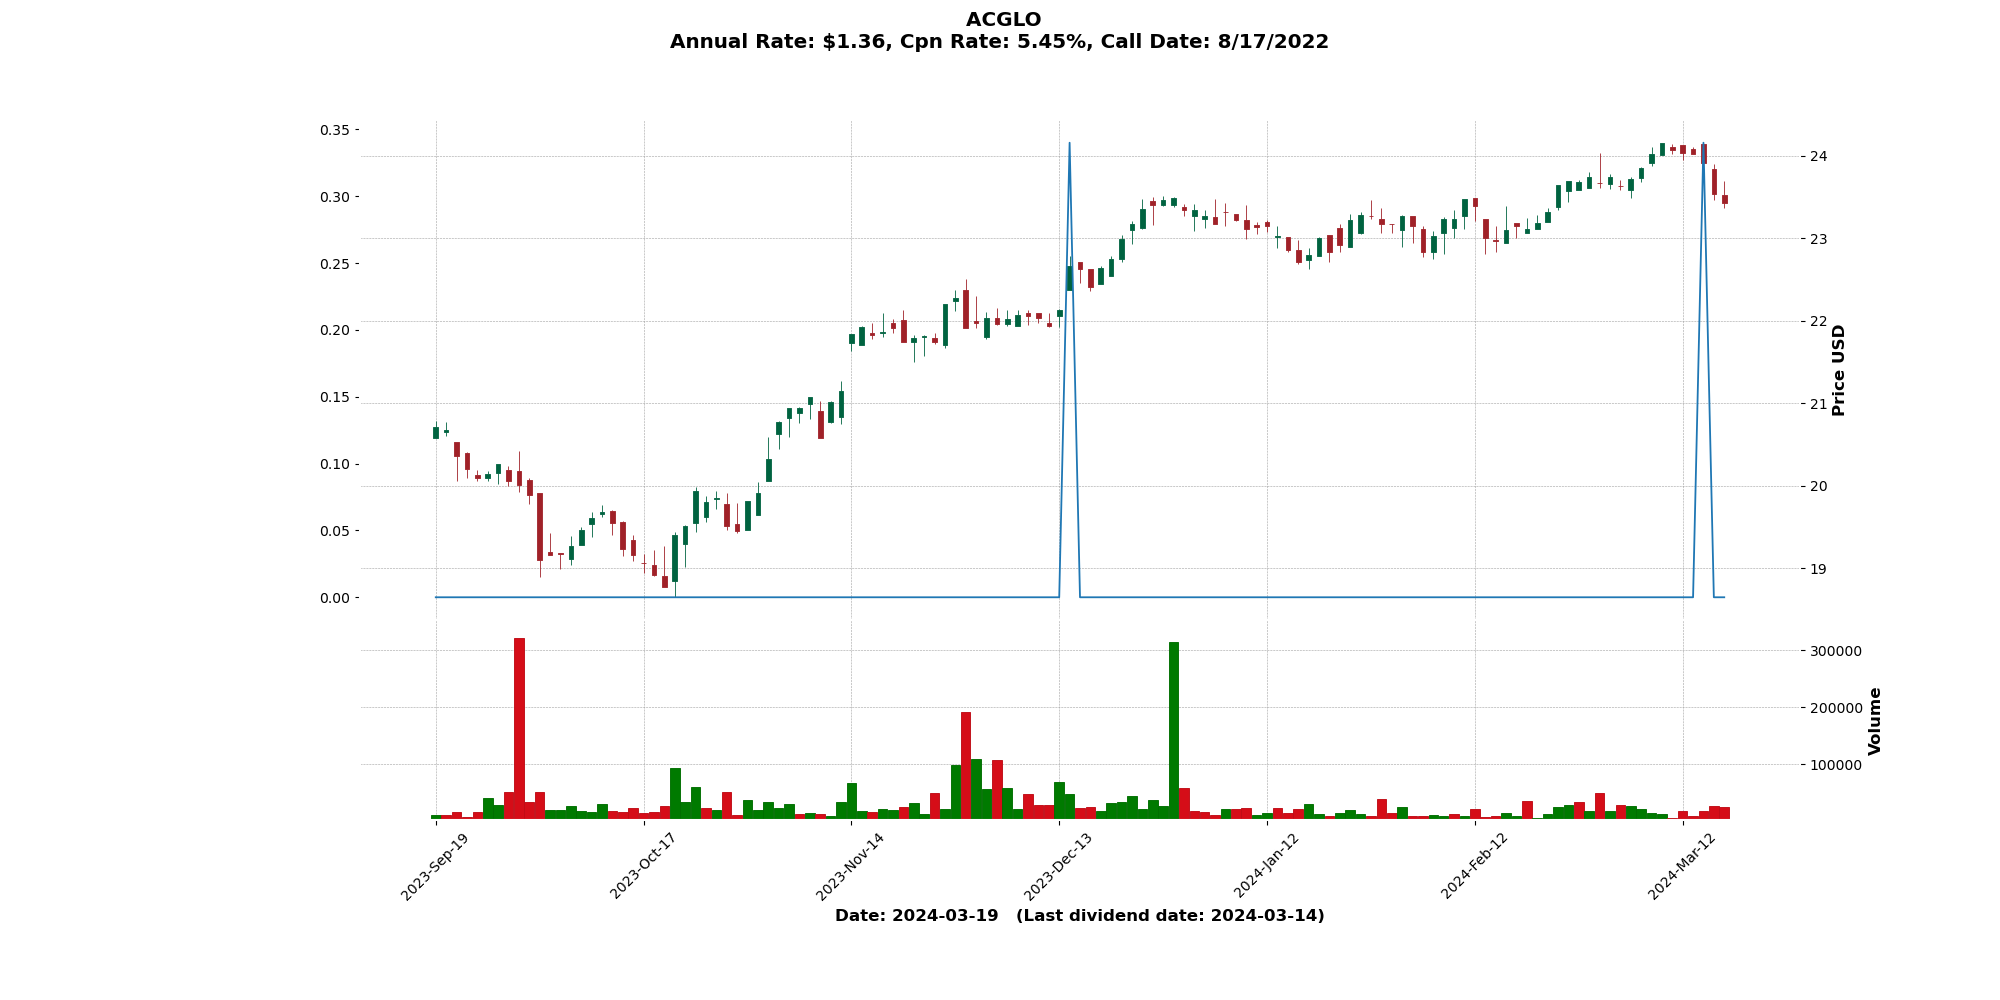 ACGLO
Annual Rate: $1.36, Cpn Rate: 5.45%, Call Date: 8/17/2022
0.35
0.30
0.25
0.20
0.15
0.10
0.05
0.00
24
23
22
21
20
19
Price USD
300000
200000
100000
Volume
2023-Sep-19
2023-Oct-17
2023-Nov-14
2023-Dec-13
2024-Jan-12
2024-Feb-12
2024-Mar-12
Date: 2024-03-19 (Last dividend date: 2024-03-14)